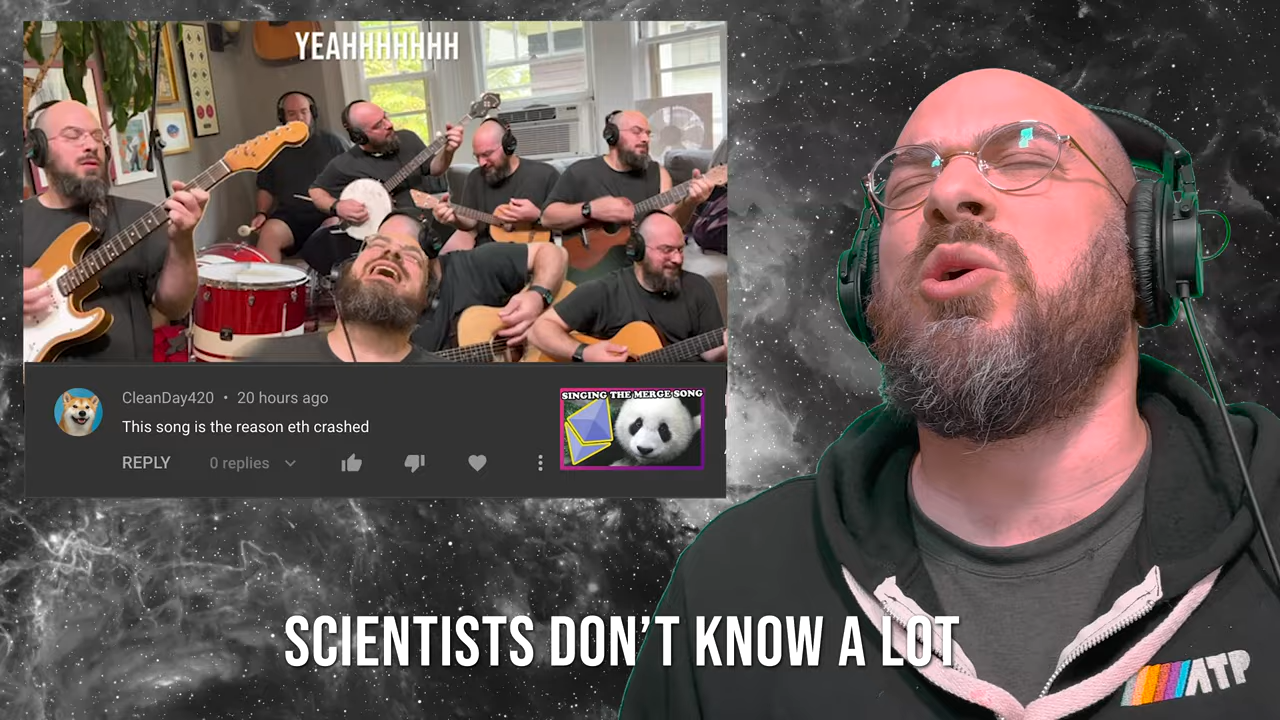 YEAHHHHHHH
CleanDay420 • 20 hours ago
This song is the reason eth crashed
REPLY 0 replies
SINGING THE MERGE SONG
SCIENTISTS DON'T KNOW A LOT
ATP